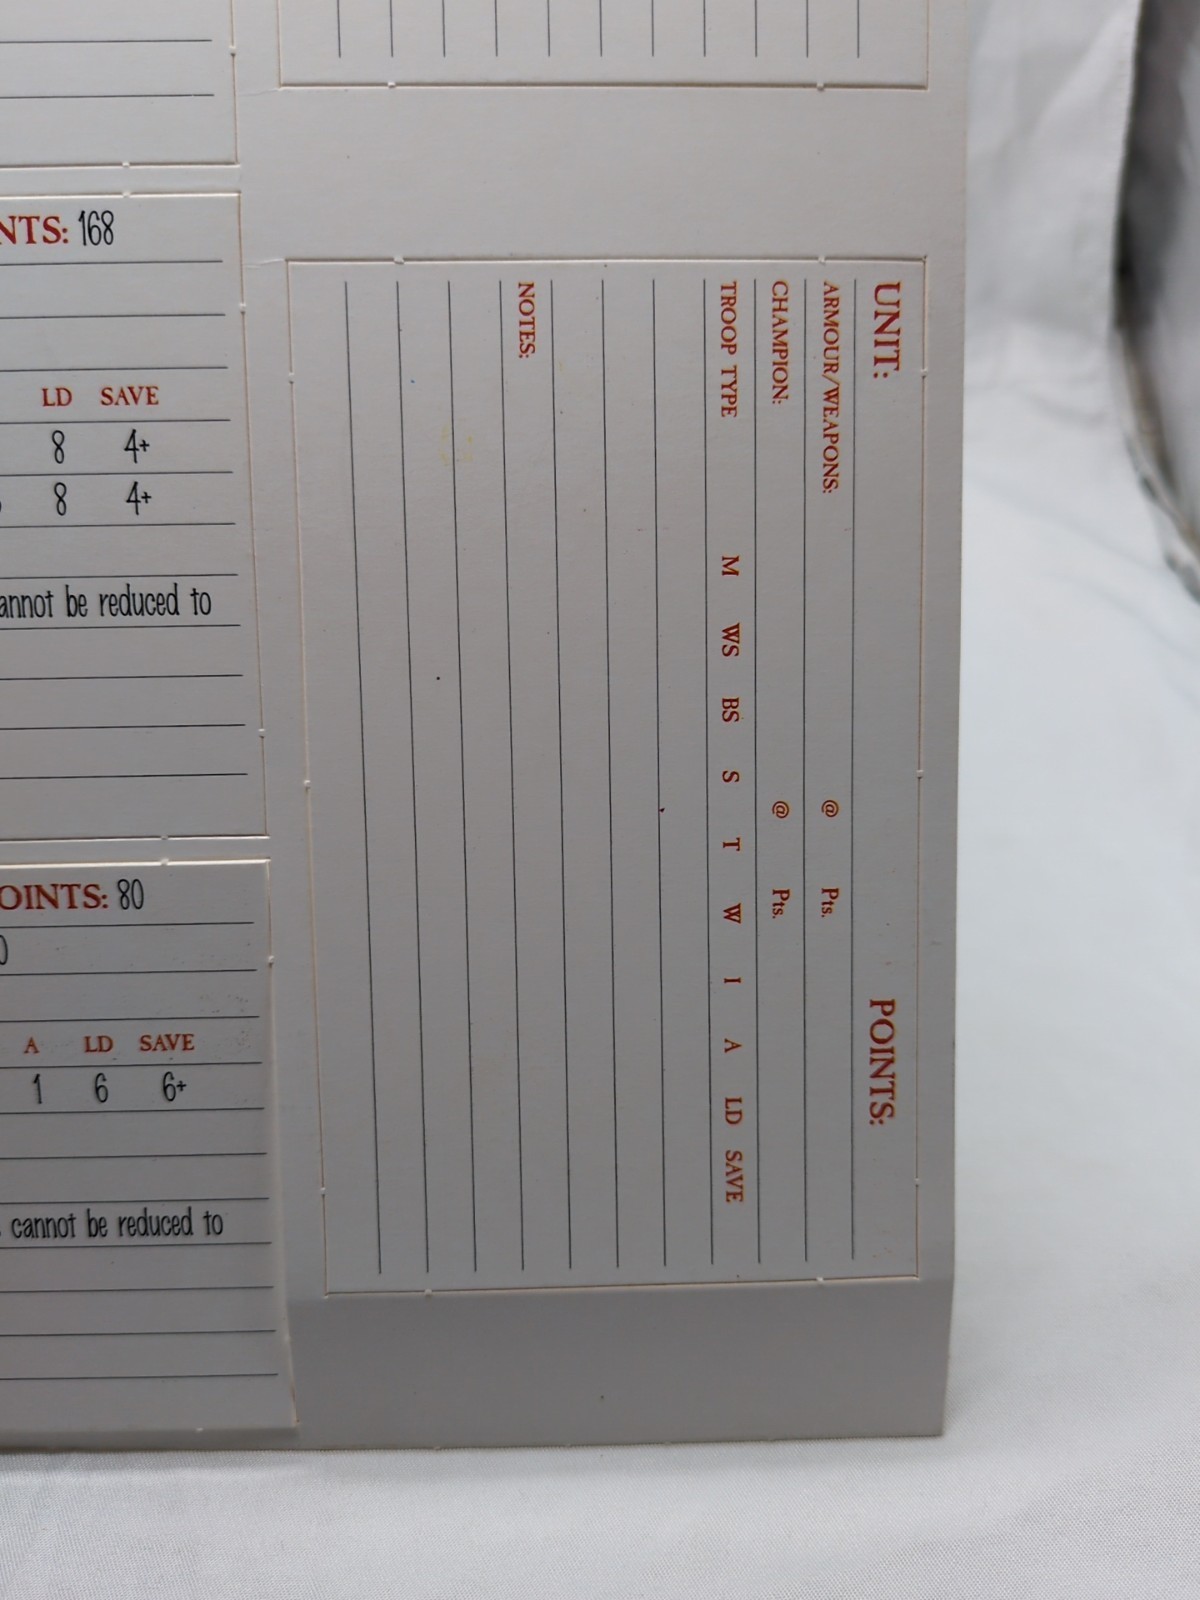 NTS: 168
LD SAVE
8 4+
8 4+
annot be reduced to
OINTS: 80
0
A LD SAVE
1 6 6+
cannot be reduced to
UNIT: POINTS:
ARMOUR/WEAPONS: @ Pts.
CHAMPION: @ Pts.
TROOP TYPE M WS BS S T W I A LD SAVE
NOTES: